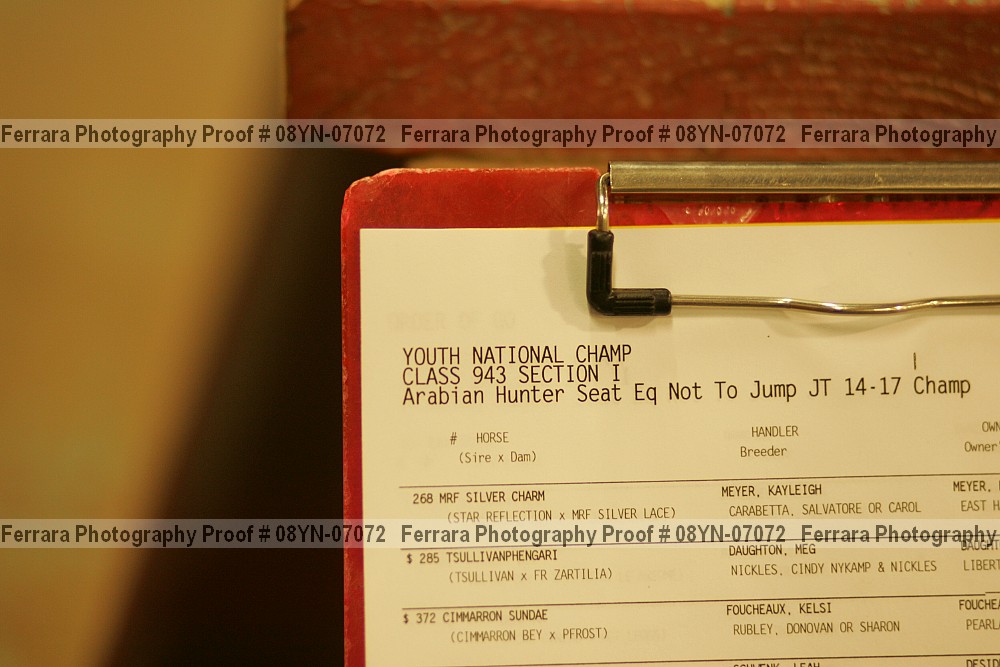 Ferrara Photography Proof # 08YN-07072 Ferrara Photography Proof # 08YN-07072 Ferrara Photography
YOUTH NATIONAL CHAMP
CLASS 943 SECTION I
Arabian Hunter Seat Eq Not To Jump JT 14-17 Champ
# HORSE HANDLER
(Sire x Dam) Breeder
268 MRF SILVER CHARM MEYER, KAYLEIGH MEYER,
(STAR REFLECTION x MRF SILVER LACE) CARABETTA, SALVATORE OR CAROL EAST
Ferrara Photography Proof # 08YN-07072 Ferrara Photography Proof # 08YN-07072 Ferrara Photography
$ 285 TSULLIVANPHENGARI DAUGHTON, MEG
(TSULLIVAN x FR ZARTILIA) NICKLES, CINDY NYKAMP & NICKLES
$ 372 CIMMARRON SUNDAE FOUCHEAUX, KELSI
(CIMMARRON BEY x PFROST) RUBLEY, DONOVAN OR SHARON